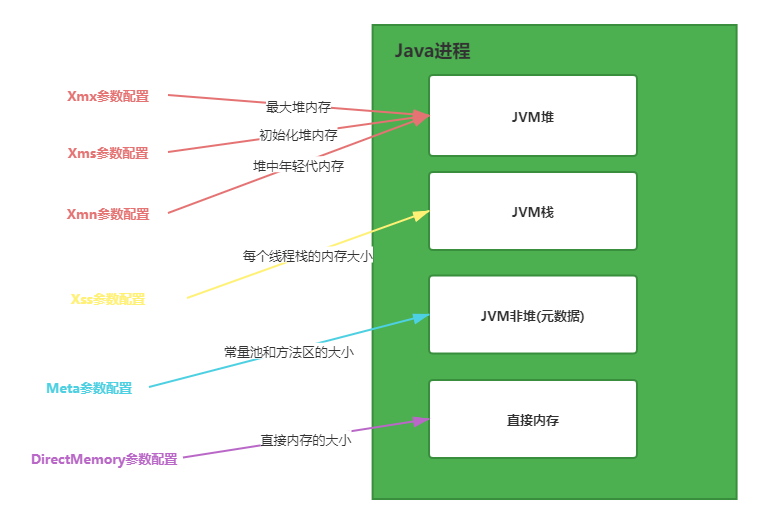 Java进程
Xmx参数配置
最大堆内存
JVM堆
初始化堆内存
Xms参数配置
堆中年轻代内存
Xmn参数配置
JVM栈
每个线程栈的内存大小
Xss参数配置
JVM非堆(元数据)
常量池和方法区的大小
Meta参数配置
直接内存
直接内存的大小
DirectMemory参数配置